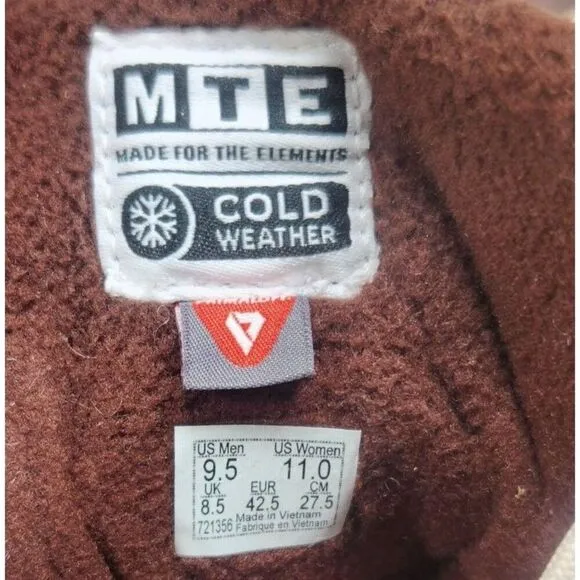 MTE
MADE FOR THE ELEMENTS
COLD
WEATHER
US Men US Women
9.5 11.0
UK EUR CM
8.5 42.5 27.5
Made in Vietnam
721356 Fabrique en Vietnam